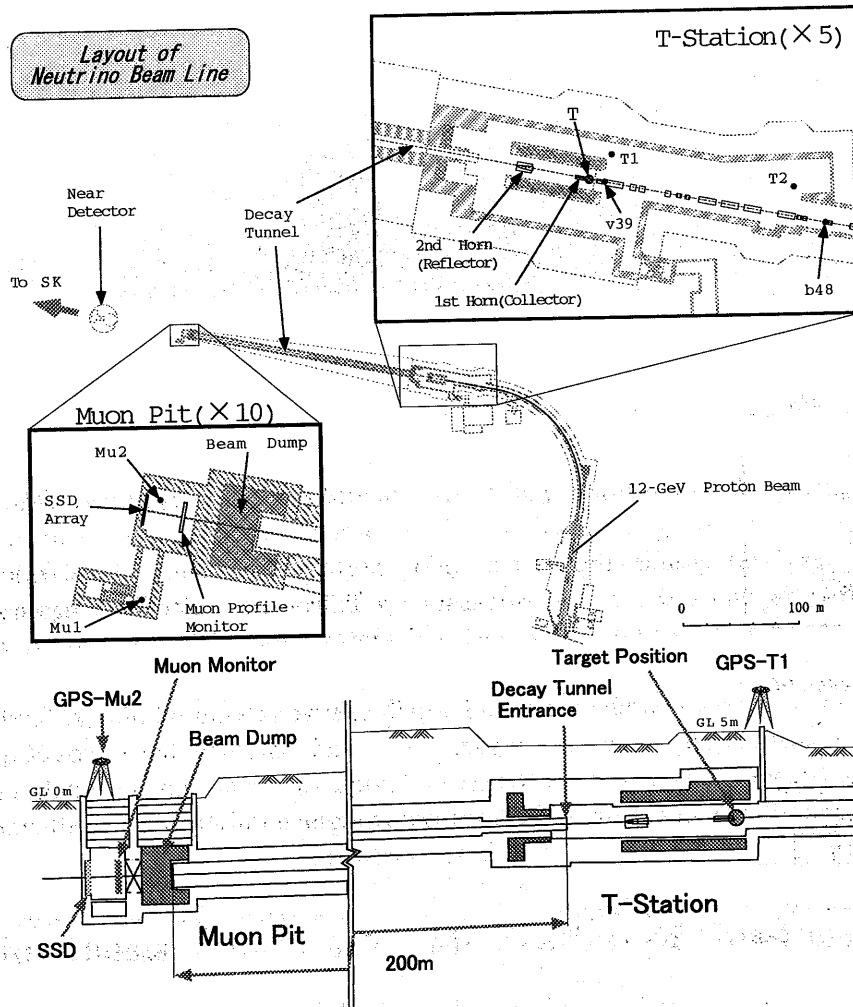 Layout of
Neutrino Beam Line
T-Station(×5)
T
T1
T2
v39
b48
2nd Horn
(Reflector)
1st Horn(Collector)
Near
Detector
Decay
Tunnel
To SK
Muon Pit(×10)
Mu2
Beam Dump
SSD
Array
Muon Profile
Monitor
Mu1
12-GeV Proton Beam
0 100 m
Muon Monitor
GPS-Mu2
Beam Dump
Target Position
GPS-T1
Decay Tunnel
Entrance
GL 5m
GL 0m
SSD
Muon Pit
T-Station
200m